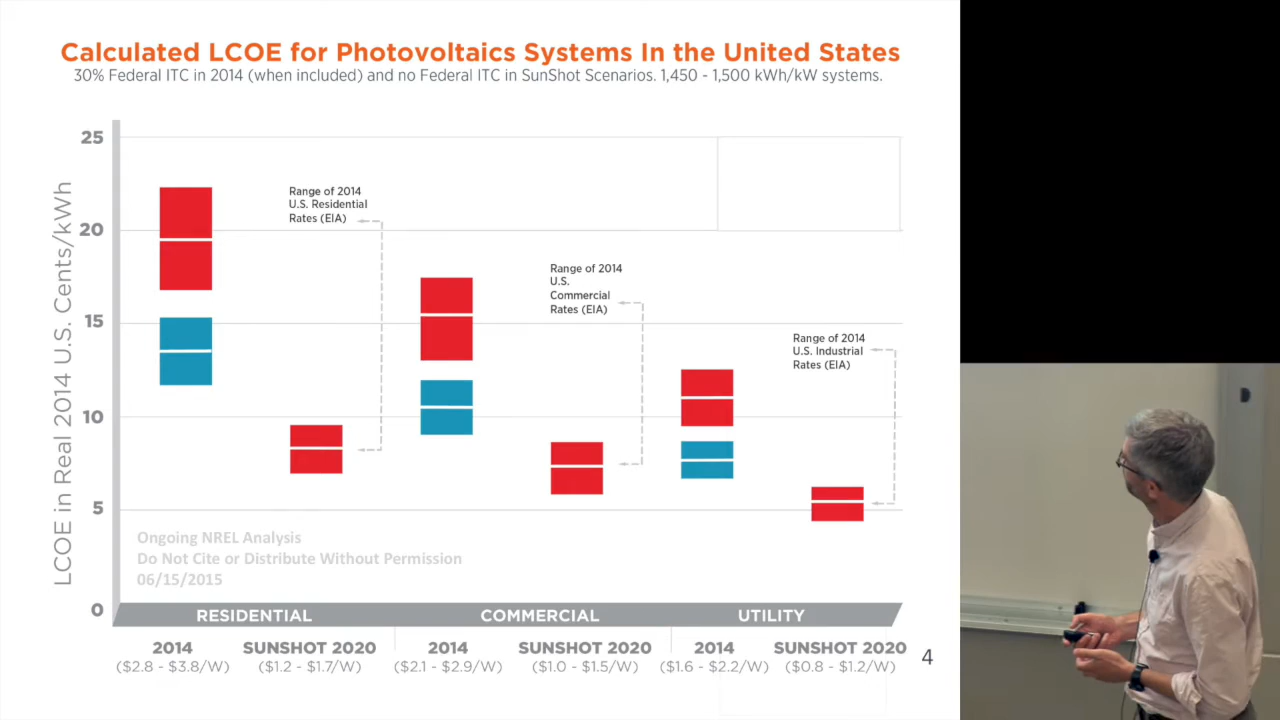 Calculated LCOE for Photovoltaics Systems In the United States
30% Federal ITC in 2014 (when included) and no Federal ITC in SunShot Scenarios. 1,450 - 1,500 kWh/kW systems.
LCOE in Real 2014 U.S. Cents/kWh
25
20
15
10
5
0
Range of 2014
U.S. Residential
Rates (EIA)
Range of 2014
U.S.
Commercial
Rates (EIA)
Range of 2014
U.S. Industrial
Rates (EIA)
Ongoing NREL Analysis
Do Not Cite or Distribute Without Permission
06/15/2015
RESIDENTIAL COMMERCIAL UTILITY
2014 SUNSHOT 2020 2014 SUNSHOT 2020 2014 SUNSHOT 2020
($2.8 - $3.8/W) ($1.2 - $1.7/W) ($2.1 - $2.9/W) ($1.0 - $1.5/W) ($1.6 - $2.2/W) ($0.8 - $1.2/W)
4